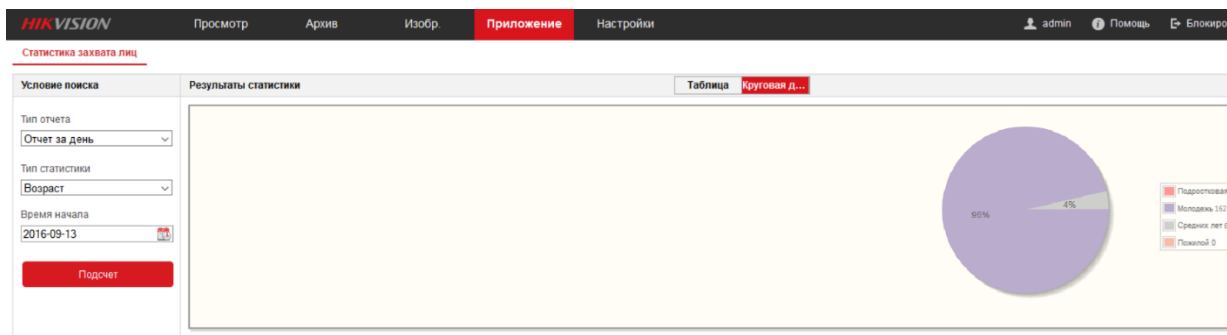 HIKVISION Просмотр Архив Изобр. Приложение Настройки admin Помощь Блокиро
Статистика захвата лиц
Условие поиска Результаты статистики Таблица Круговая д...
Тип отчета
Отчет за день
Тип статистики
Возраст
Время начала
2016-09-13
Подсчет
96% 4%
Подростковая
Молодежь 162
Средних лет 6
Пожилой 0